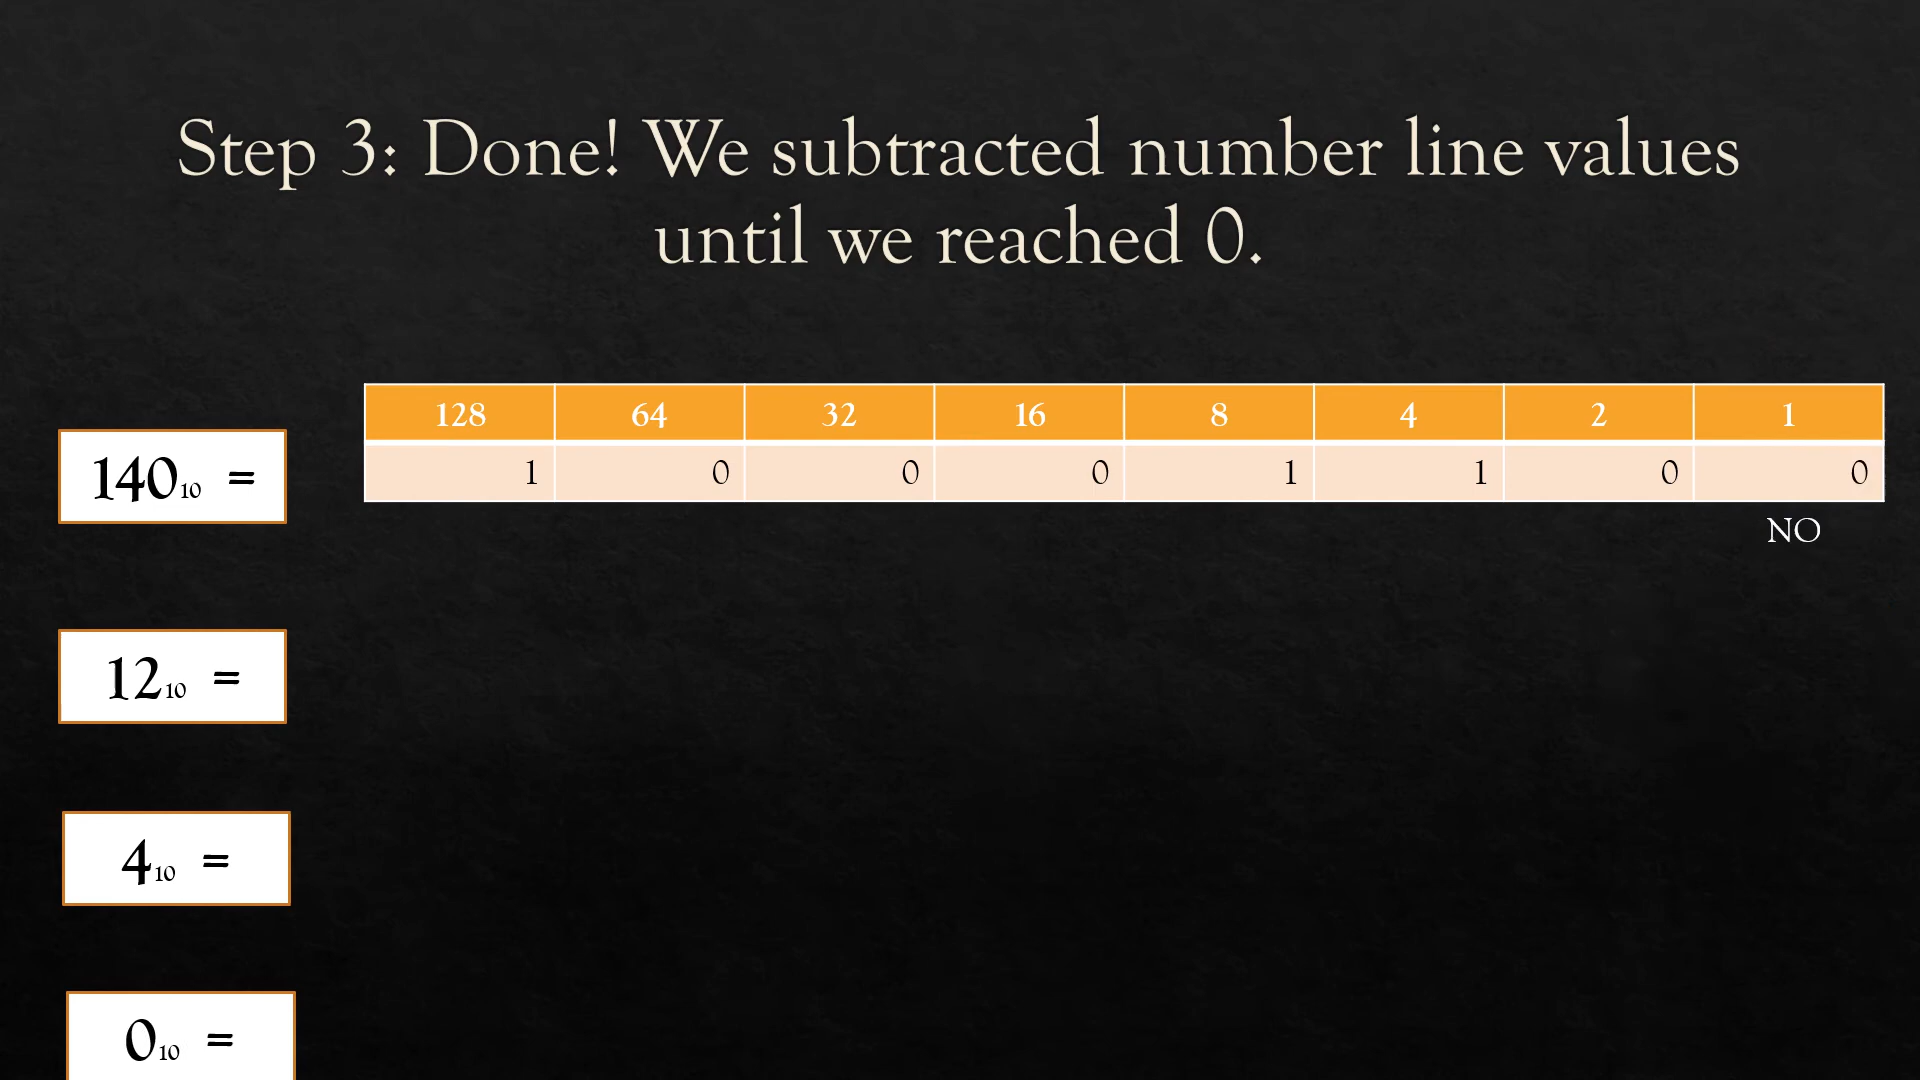 Step 3: Done! We subtracted number line values
until we reached 0.
128 64 32 16 8 4 2 1
140₁₀ = 1 0 0 0 1 1 0 0
NO
12₁₀ =
4₁₀ =
0₁₀ =